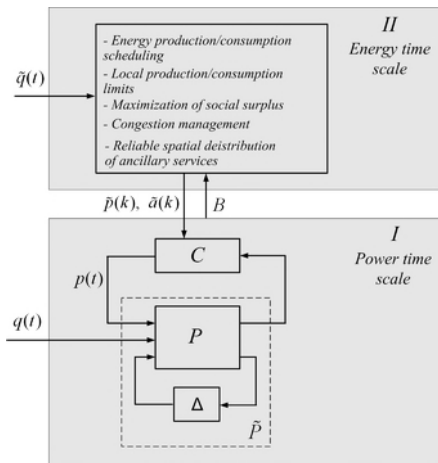 II
Energy time
scale
- Energy production/consumption
scheduling
- Local production/consumption
limits
- Maximization of social surplus
- Congestion management
- Reliable spatial deistribution
of ancillary services
q̃(t)
p̃(k), ã(k)
B
I
Power time
scale
C
p(t)
q(t)
P
Δ
P̃